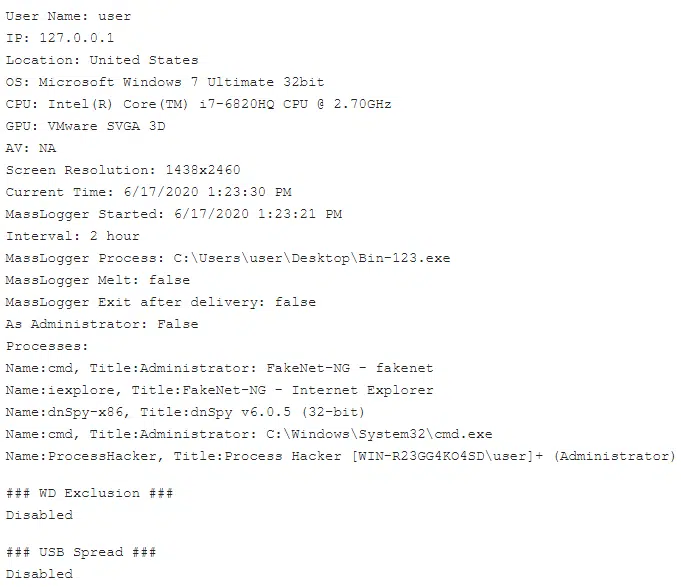 User Name: user
IP: 127.0.0.1
Location: United States
OS: Microsoft Windows 7 Ultimate 32bit
CPU: Intel(R) Core(TM) i7-6820HQ CPU @ 2.70GHz
GPU: VMware SVGA 3D
AV: NA
Screen Resolution: 1438x2460
Current Time: 6/17/2020 1:23:30 PM
MassLogger Started: 6/17/2020 1:23:21 PM
Interval: 2 hour
MassLogger Process: C:\Users\user\Desktop\Bin-123.exe
MassLogger Melt: false
MassLogger Exit after delivery: false
As Administrator: False
Processes:
Name:cmd, Title:Administrator: FakeNet-NG - fakenet
Name:iexplore, Title:FakeNet-NG - Internet Explorer
Name:dnSpy-x86, Title:dnSpy v6.0.5 (32-bit)
Name:cmd, Title:Administrator: C:\Windows\System32\cmd.exe
Name:ProcessHacker, Title:Process Hacker [WIN-R23GG4KO4SD\user]+ (Administrator)
### WD Exclusion ###
Disabled
### USB Spread ###
Disabled